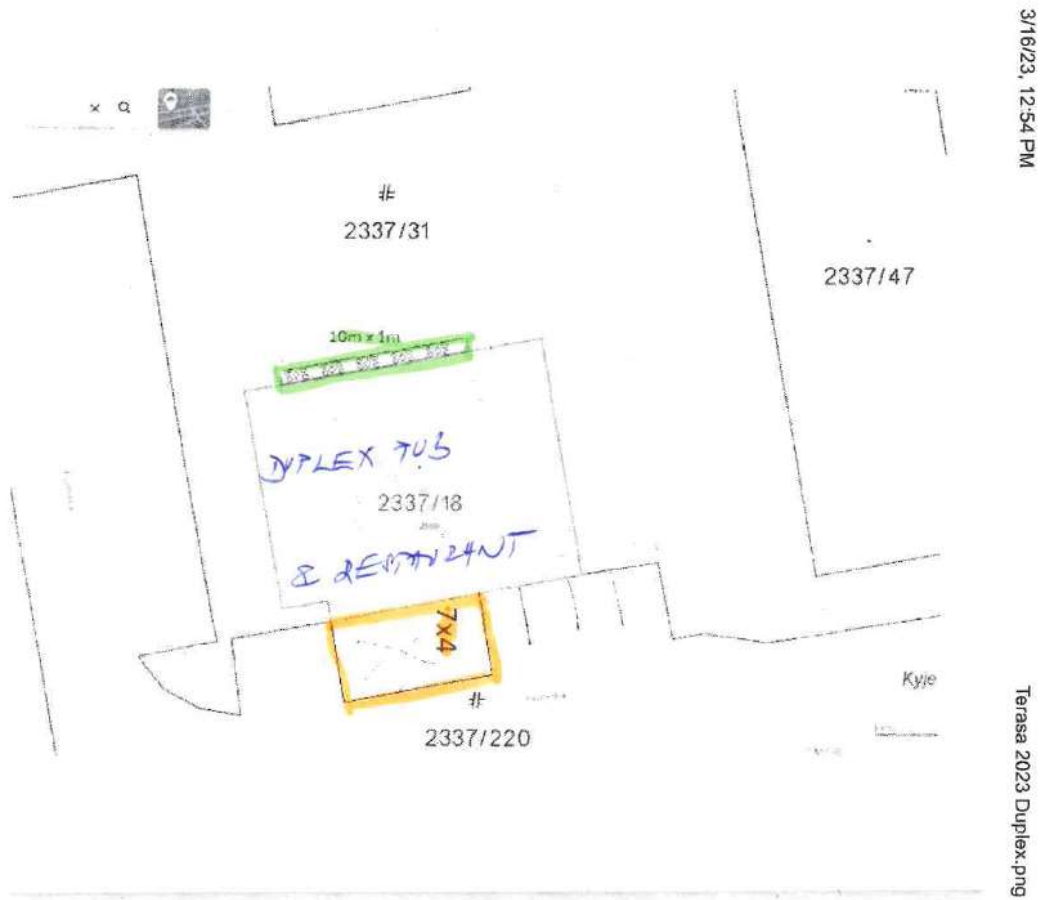 3/16/23, 12:54 PM
#
2337/31
2337/47
10m x 1m
DUPLEX PUB
2337/18
& RESTAURANT
7x4
#
2337/220
Kyje
Terasa 2023 Duplex.png